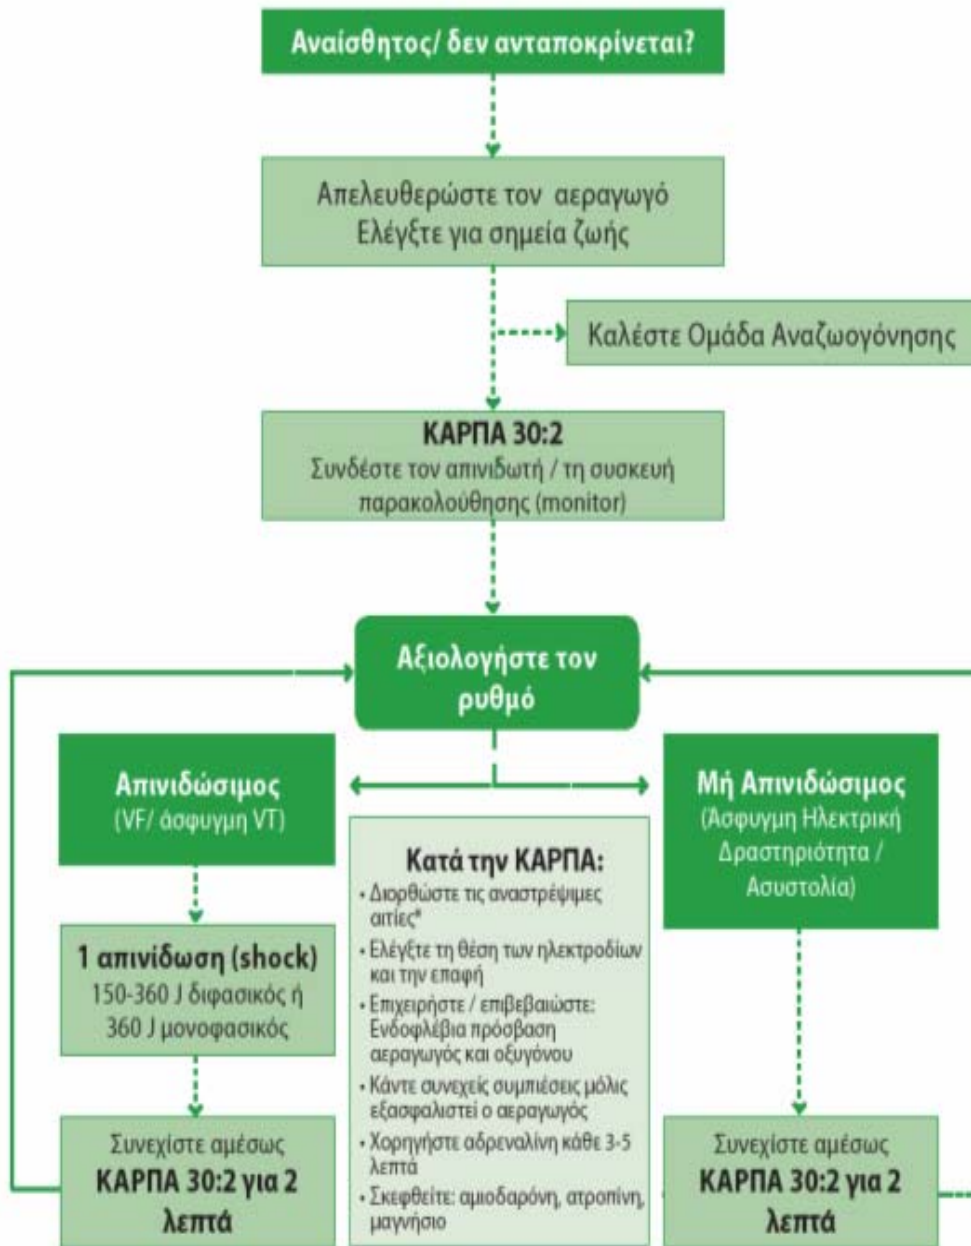 Αναίσθητος/ δεν ανταποκρίνεται?
Απελευθερώστε τον αεραγωγό
Ελέγξτε για σημεία ζωής
Καλέστε Ομάδα Αναζωογόνησης
ΚΑΡΠΑ 30:2
Συνδέστε τον απινιδωτή / τη συσκευή
παρακολούθησης (monitor)
Αξιολογήστε τον
ρυθμό
Απινιδώσιμος
(VF/ άσφυγμη VT)
1 απινίδωση (shock)
150-360 J διφασικός ή
360 J μονοφασικός
Συνεχίστε αμέσως
ΚΑΡΠΑ 30:2 για 2
λεπτά
Κατά την ΚΑΡΠΑ:
• Διορθώστε τις αναστρέψιμες
αιτίες*
• Ελέγξτε τη θέση των ηλεκτροδίων
και την επαφή
• Επιχειρήστε / επιβεβαιώστε:
Ενδοφλέβια πρόσβαση
αεραγωγός και οξυγόνου
• Κάντε συνεχείς συμπιέσεις μόλις
εξασφαλιστεί ο αεραγωγός
• Χορηγήστε αδρεναλίνη κάθε 3-5
λεπτά
• Σκεφθείτε: αμιοδαρόνη, ατροπίνη,
μαγνήσιο
Μή Απινιδώσιμος
(Άσφυγμη Ηλεκτρική
Δραστηριότητα /
Ασυστολία)
Συνεχίστε αμέσως
ΚΑΡΠΑ 30:2 για 2
λεπτά